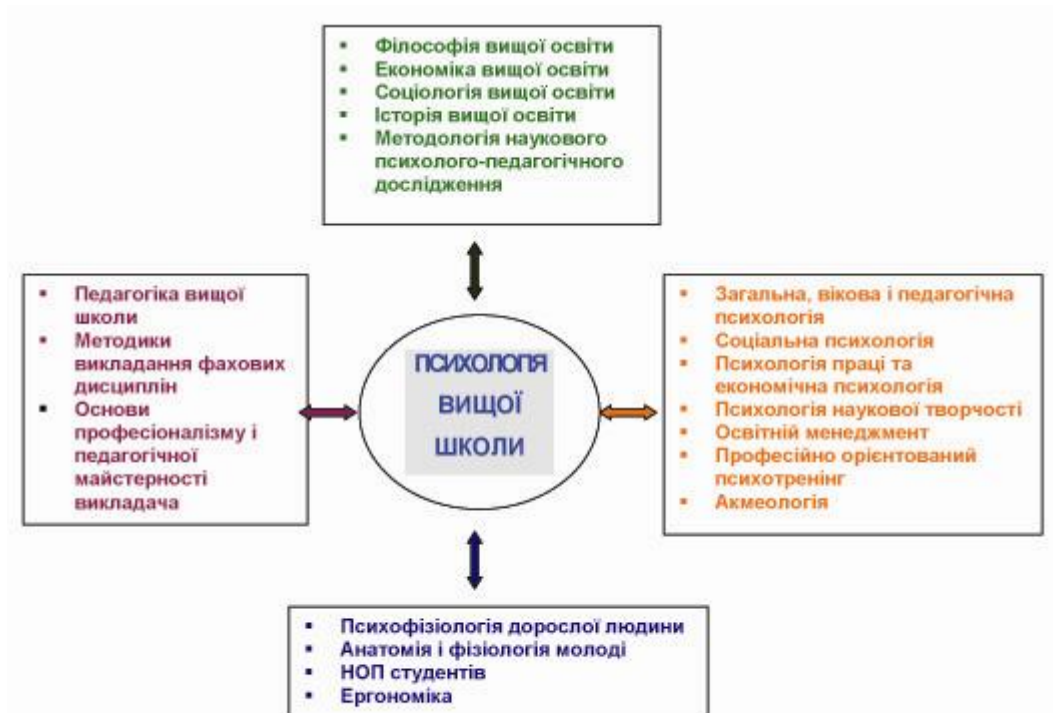 ▪ Філософія вищої освіти
▪ Економіка вищої освіти
▪ Соціологія вищої освіти
▪ Історія вищої освіти
▪ Методологія наукового
психолого-педагогічного
дослідження
▪ Педагогіка вищої
школи
▪ Методики
викладання фахових
дисциплін
▪ Основи
професіоналізму і
педагогічної
майстерності
викладача
ПСИХОЛОГІЯ
ВИЩОЇ
ШКОЛИ
▪ Загальна, вікова і педагогічна
психологія
▪ Соціальна психологія
▪ Психологія праці та
економічна психологія
▪ Психологія наукової творчості
▪ Освітній менеджмент
▪ Професійно орієнтований
психотренінг
▪ Акмеологія
▪ Психофізіологія дорослої людини
▪ Анатомія і фізіологія молоді
▪ НОП студентів
▪ Ергономіка